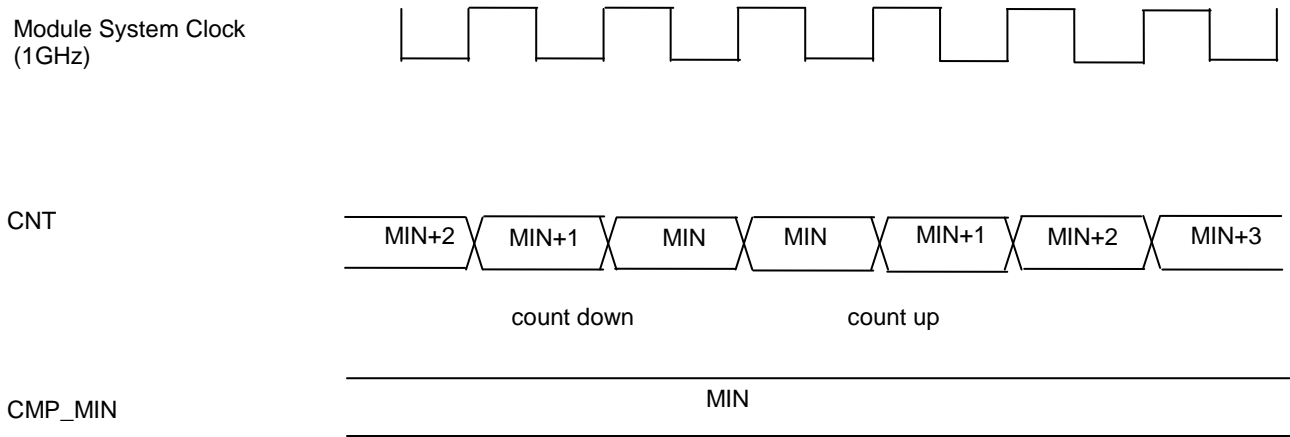 Module System Clock
(1GHz)
CNT
MIN+2 MIN+1 MIN MIN MIN+1 MIN+2 MIN+3
count down count up
CMP_MIN
MIN